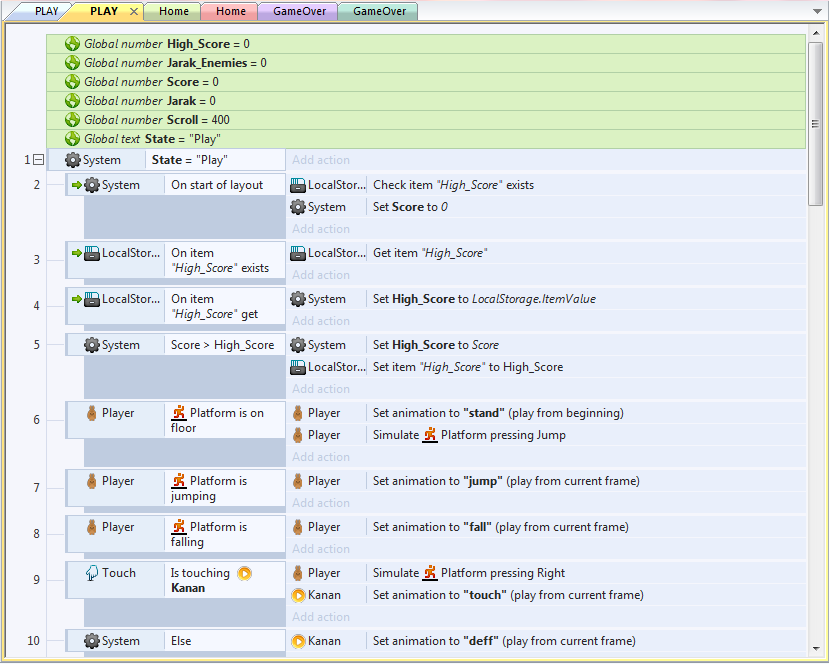 PLAY PLAY × Home Home GameOver GameOver
Global number High_Score = 0
Global number Jarak_Enemies = 0
Global number Score = 0
Global number Jarak = 0
Global number Scroll = 400
Global text State = "Play"
1 System State = "Play" Add action
2 System On start of layout LocalStor... Check item "High_Score" exists
System Set Score to 0
Add action
3 LocalStor... On item "High_Score" exists LocalStor... Get item "High_Score"
Add action
4 LocalStor... On item "High_Score" get System Set High_Score to LocalStorage.ItemValue
Add action
5 System Score > High_Score System Set High_Score to Score
LocalStor... Set item "High_Score" to High_Score
Add action
6 Player Platform is on floor Player Set animation to "stand" (play from beginning)
Player Simulate Platform pressing Jump
Add action
7 Player Platform is jumping Player Set animation to "jump" (play from current frame)
Add action
8 Player Platform is falling Player Set animation to "fall" (play from current frame)
Add action
9 Touch Is touching Kanan Player Simulate Platform pressing Right
Kanan Set animation to "touch" (play from current frame)
Add action
10 System Else Kanan Set animation to "deff" (play from current frame)